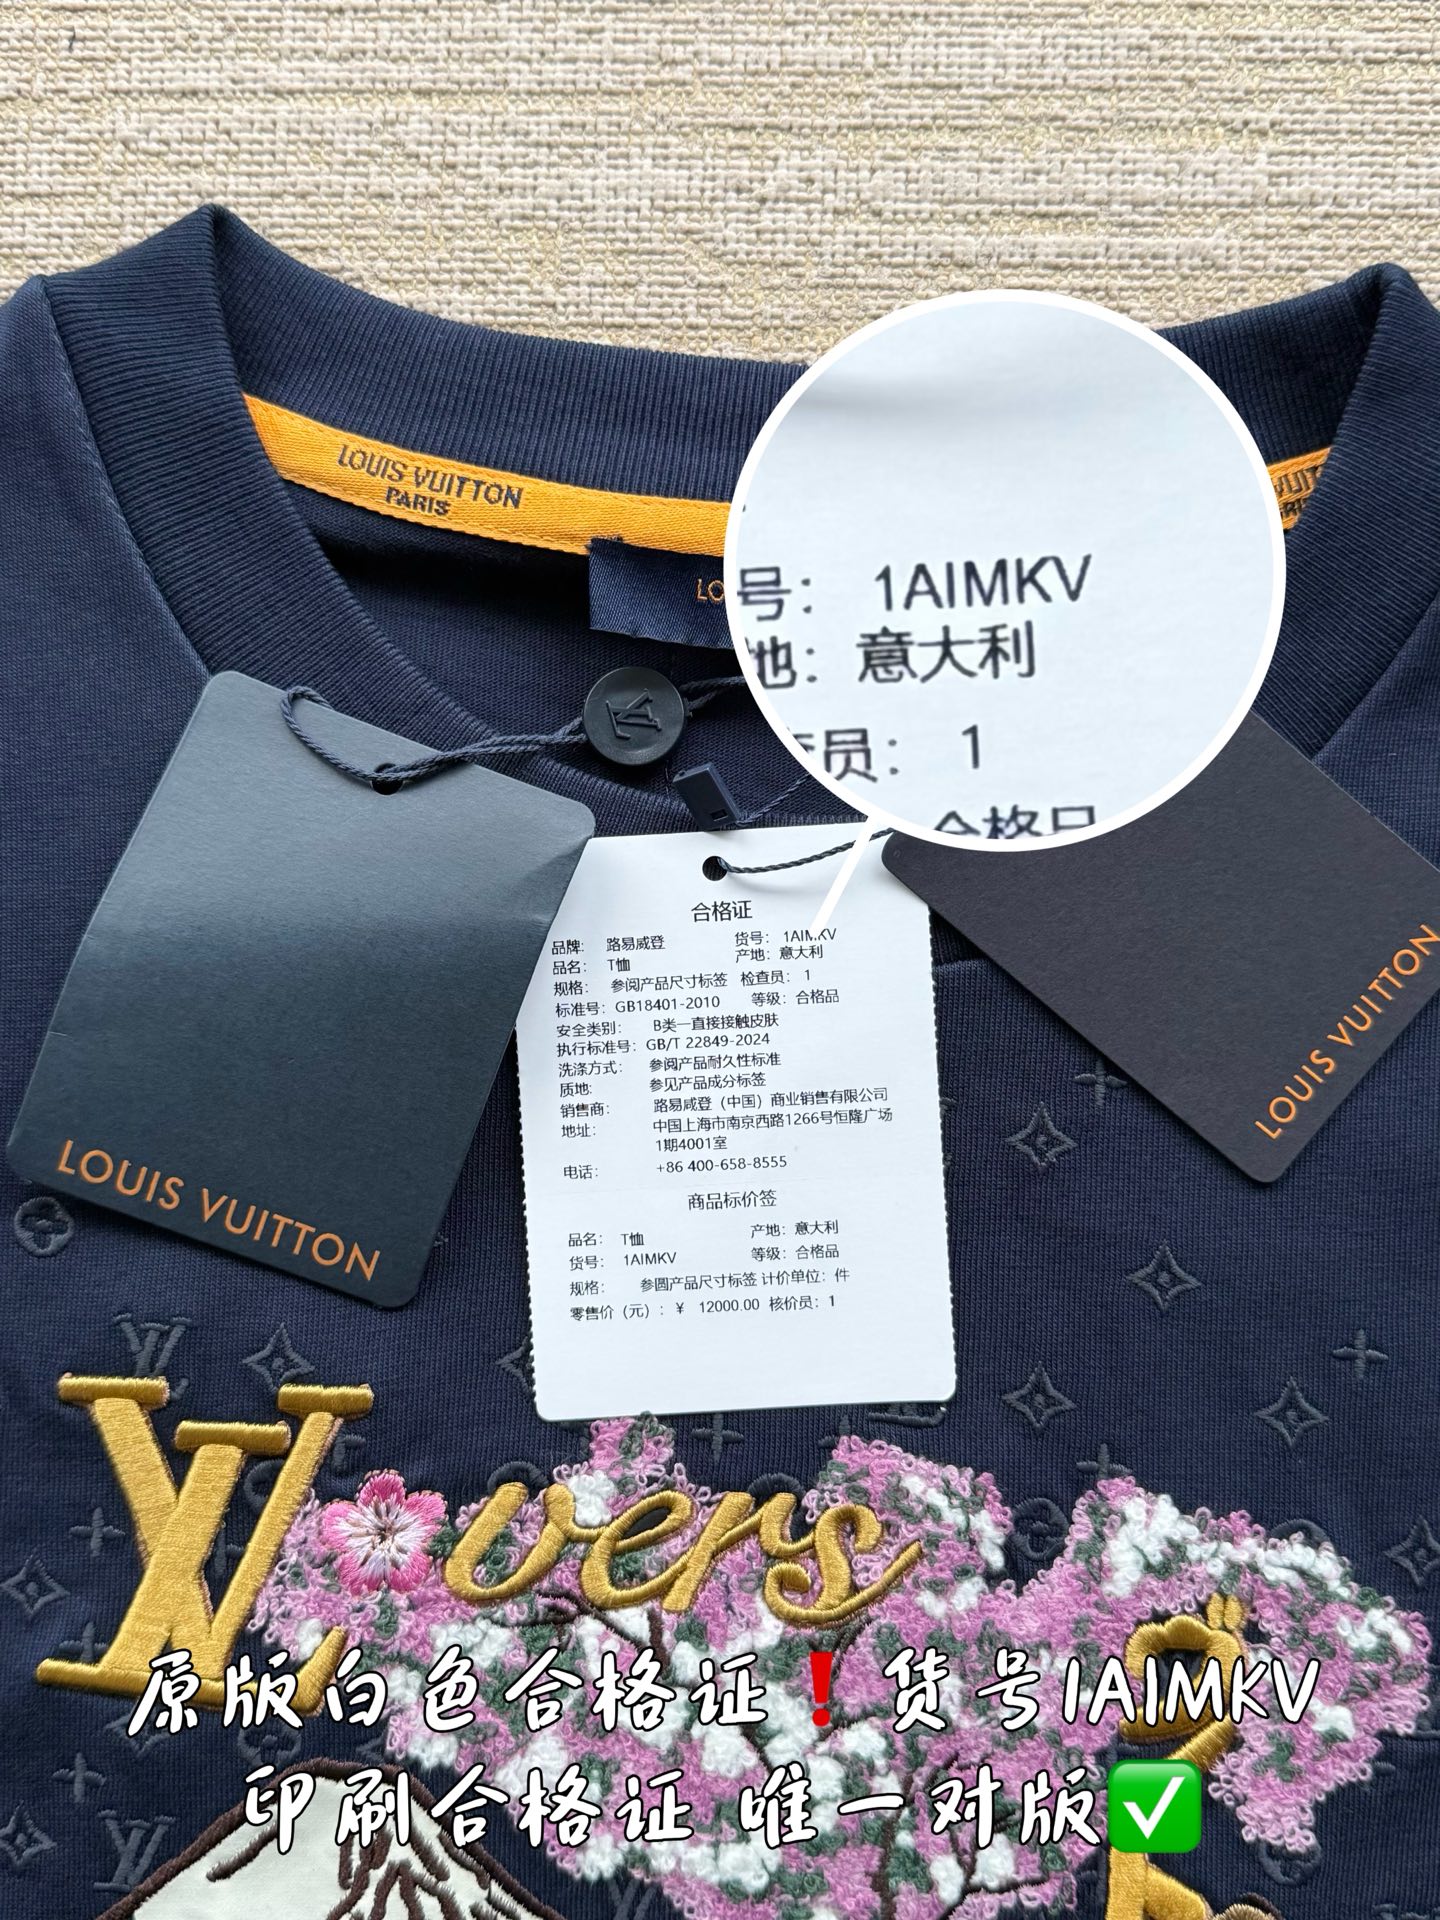 LOUIS VUITTON
PARIS
LO
号： 1AIMKV
地： 意大利
查员： 1
合格品
合格证
品牌: 路易威登 货号: 1AIMKV
品名: T恤 产地: 意大利
规格: 参阅产品尺寸标签 检查员: 1
标准号: GB18401-2010 等级: 合格品
安全类别: B类一直接接触皮肤
执行标准号: GB/T 22849-2024
洗涤方式: 参阅产品耐久性标准
质地: 参见产品成分标签
销售商: 路易威登（中国）商业销售有限公司
地址: 中国上海市南京西路1266号恒隆广场
1期4001室
电话: +86 400-658-8555
商品标价签
品名: T恤 产地: 意大利
货号: 1AIMKV 等级: 合格品
规格: 参圆产品尺寸标签 计价单位: 件
零售价（元）: ¥ 12000.00 核价员: 1
LOUIS VUITTON
LOUIS VUITTON
LV
LVovers
原版白色合格证❗货号1AIMKV
印刷合格证 唯一对版✅